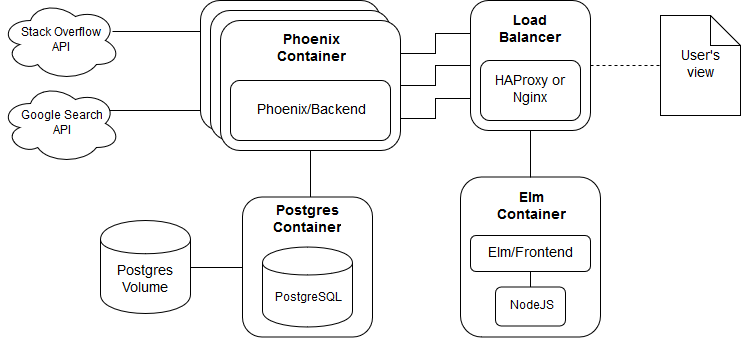 Stack Overflow
API
Google Search
API
Phoenix
Container
Phoenix/Backend
Load
Balancer
HAProxy or
Nginx
User's
view
Postgres
Volume
Postgres
Container
PostgreSQL
Elm
Container
Elm/Frontend
NodeJS